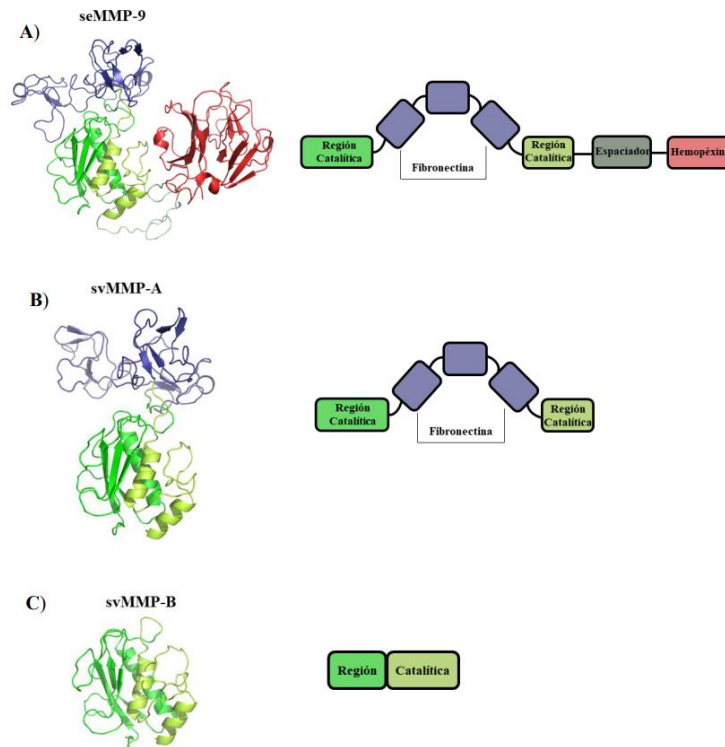 A)
seMMP-9
Región
Catalítica
Fibronectina
Región
Catalítica
Espaciador
Hemopéxin
B)
svMMP-A
Región
Catalítica
Fibronectina
Región
Catalítica
C)
svMMP-B
Región Catalítica